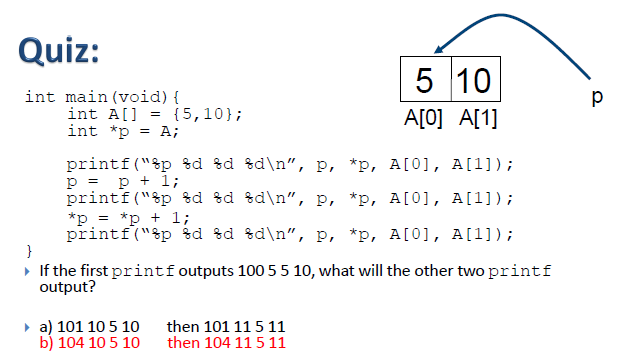 Quiz:
5 10
p
A[0] A[1]
int main(void){
int A[] = {5,10};
int *p = A;
printf(“%p %d %d %d\n”, p, *p, A[0], A[1]);
p = p + 1;
printf(“%p %d %d %d\n”, p, *p, A[0], A[1]);
*p = *p + 1;
printf(“%p %d %d %d\n”, p, *p, A[0], A[1]);
}
If the first printf outputs 100 5 5 10, what will the other two printf
output?
a) 101 10 5 10 then 101 11 5 11
b) 104 10 5 10 then 104 11 5 11